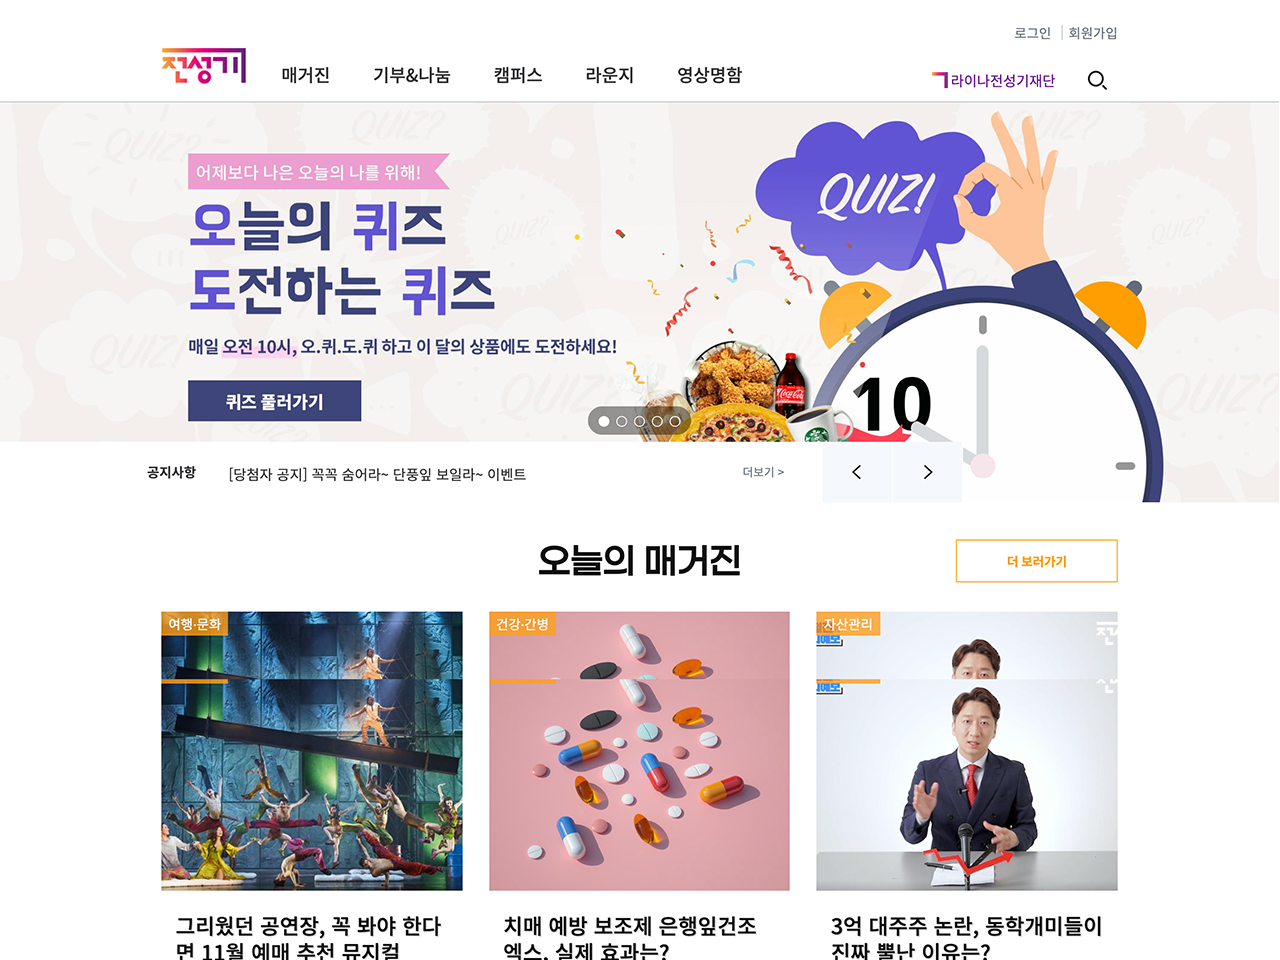 로그인 회원가입
전성기 매거진 기부&나눔 캠퍼스 라운지 영상명함 라이나전성기재단
어제보다 나은 오늘의 나를 위해!
오늘의 퀴즈
도전하는 퀴즈
매일 오전 10시, 오.퀴.도.퀴 하고 이 달의 상품에도 도전하세요!
퀴즈 풀러가기
QUIZ!
10
QUIZ?
QUIZ?
QUIZ?
QUIZ?
QUIZ?
공지사항 [당첨자 공지] 꼭꼭 숨어라~ 단풍잎 보일라~ 이벤트 더보기 >
오늘의 매거진
더 보러가기
여행·문화 건강·간병 자산관리
그리웠던 공연장, 꼭 봐야 한다
면 11월 예매 추천 뮤지컬
치매 예방 보조제 은행잎건조
엑스, 실제 효과는?
3억 대주주 논란, 동학개미들이
진짜 뿔난 이유는?